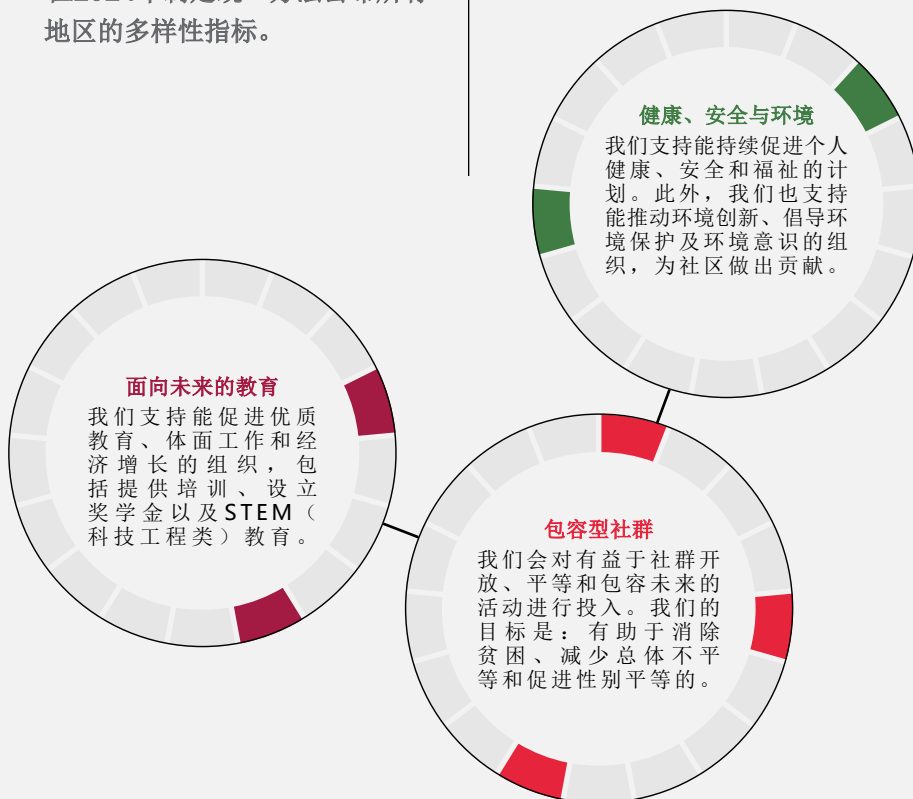 地区的多样性指标。
健康、安全与环境
我们支持能持续促进个人
健康、安全和福祉的计
划。此外，我们也支持
能推动环境创新、倡导环
境保护及环境意识的组
织，为社区做出贡献。
面向未来的教育
我们支持能促进优质
教育、体面工作和经
济增长的组织，包
括提供培训、设立
奖学金以及STEM（
科技工程类）教育。
包容型社群
我们会对有益于社群开
放、平等和包容未来的
活动进行投入。我们的
目标是：有助于消除
贫困、减少总体不平
等和促进性别平等的。